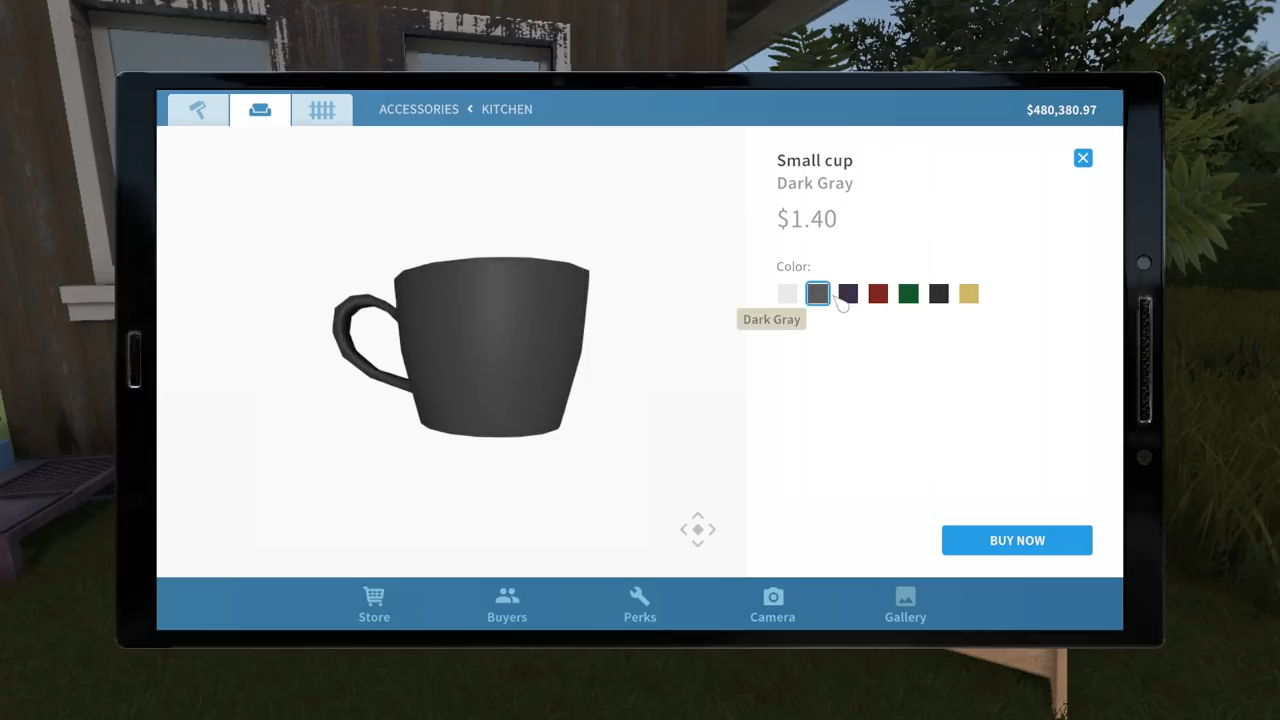 ACCESSORIES < KITCHEN
$480,380.97
Small cup
Dark Gray
$1.40
Color:
Dark Gray
BUY NOW
Store
Buyers
Perks
Camera
Gallery